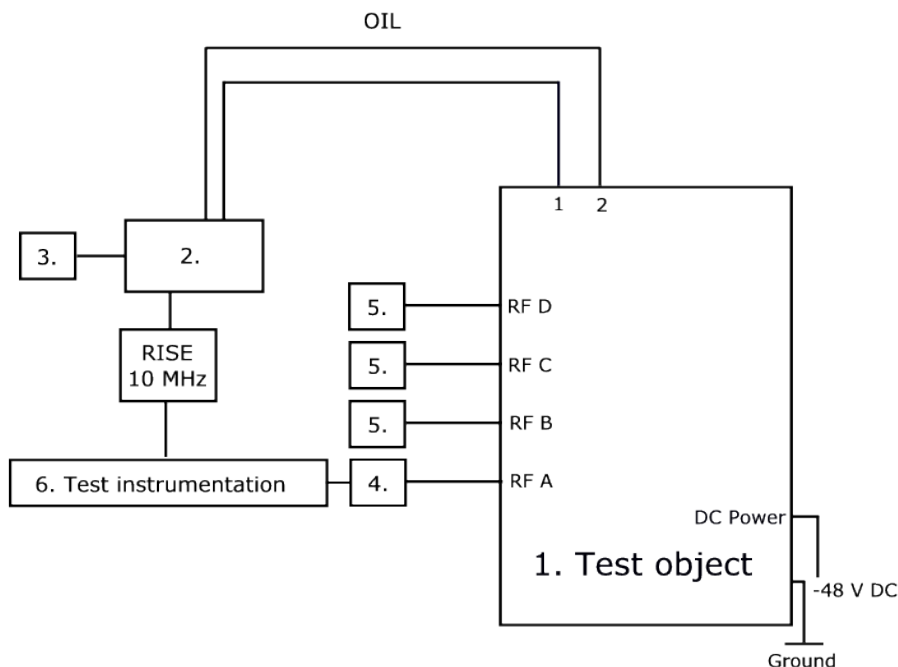 OIL
1 2
3.
2.
5.
RF D
RISE
10 MHz
5.
RF C
5.
RF B
6. Test instrumentation
4.
RF A
DC Power
1. Test object
-48 V DC
Ground